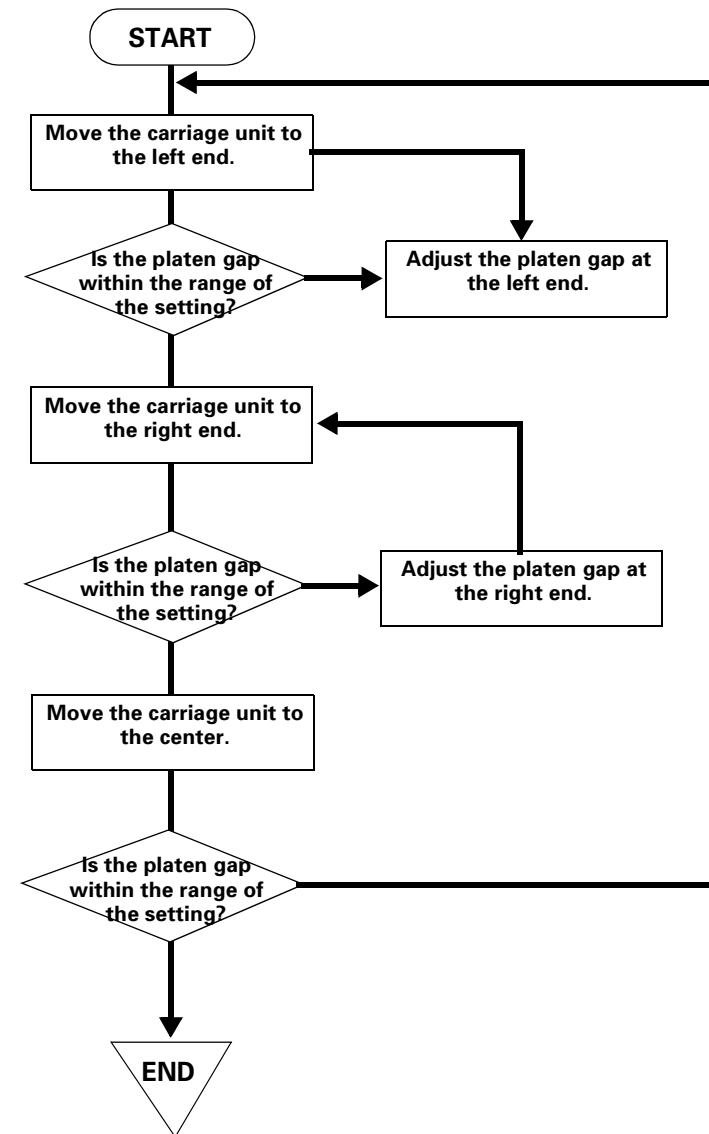 START
Move the carriage unit to
the left end.
Is the platen gap
within the range of
the setting?
Adjust the platen gap at
the left end.
Move the carriage unit to
the right end.
Is the platen gap
within the range of
the setting?
Adjust the platen gap at
the right end.
Move the carriage unit to
the center.
Is the platen gap
within the range of
the setting?
END